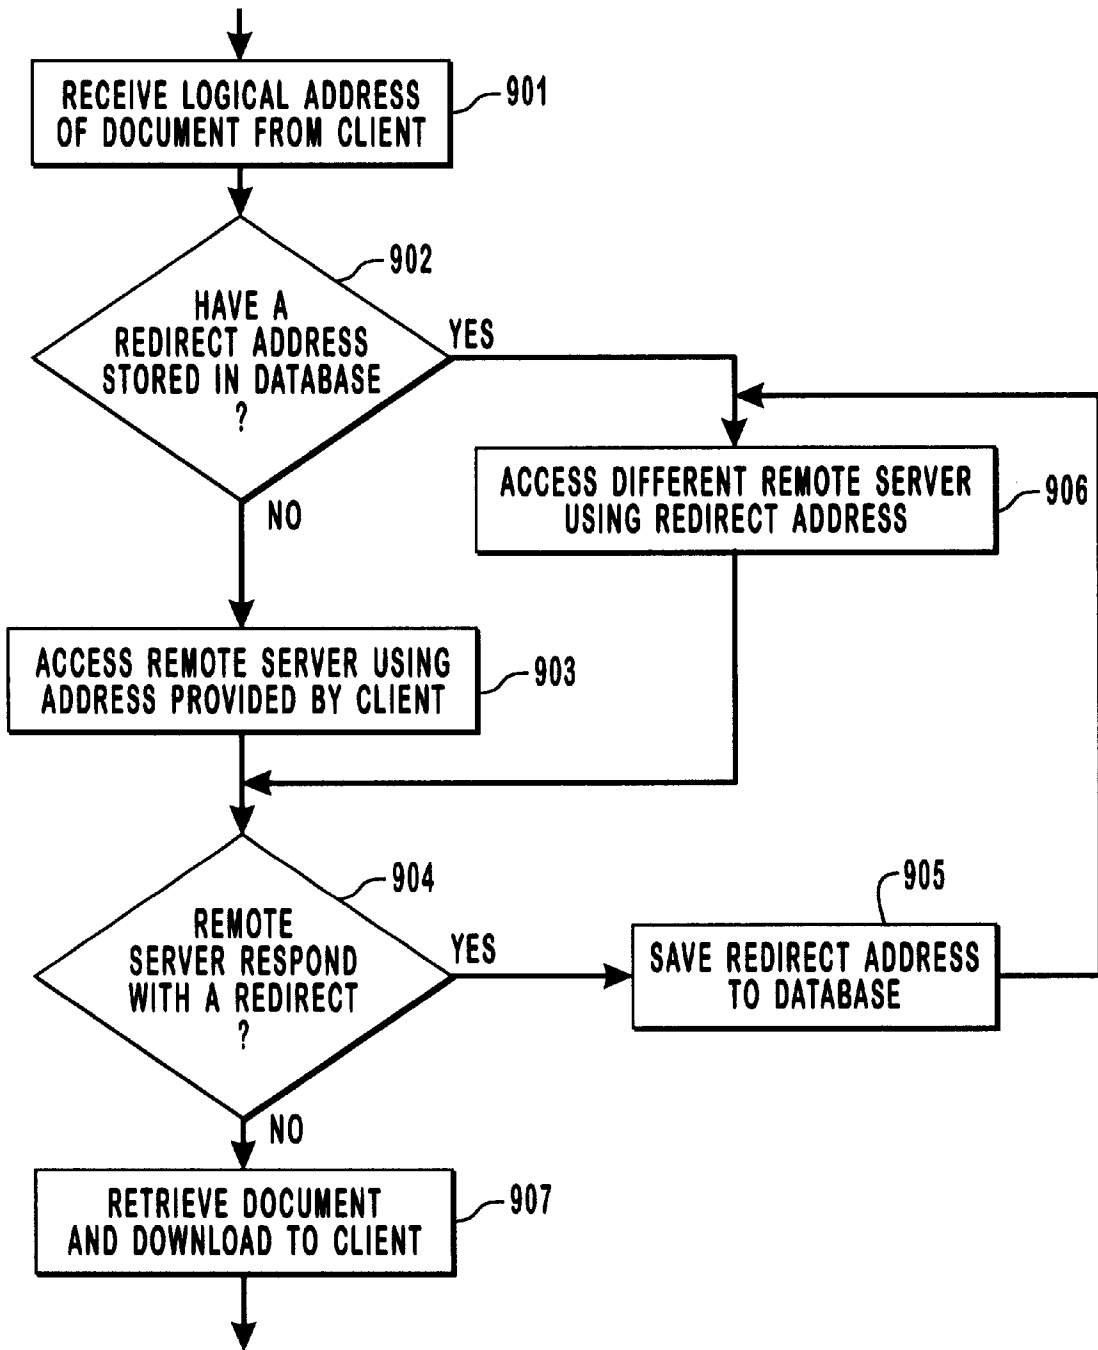 RECEIVE LOGICAL ADDRESS
OF DOCUMENT FROM CLIENT
901
902
HAVE A
REDIRECT ADDRESS
STORED IN DATABASE
?
YES
NO
ACCESS DIFFERENT REMOTE SERVER
USING REDIRECT ADDRESS
906
ACCESS REMOTE SERVER USING
ADDRESS PROVIDED BY CLIENT
903
904
REMOTE
SERVER RESPOND
WITH A REDIRECT
?
YES
NO
905
SAVE REDIRECT ADDRESS
TO DATABASE
RETRIEVE DOCUMENT
AND DOWNLOAD TO CLIENT
907